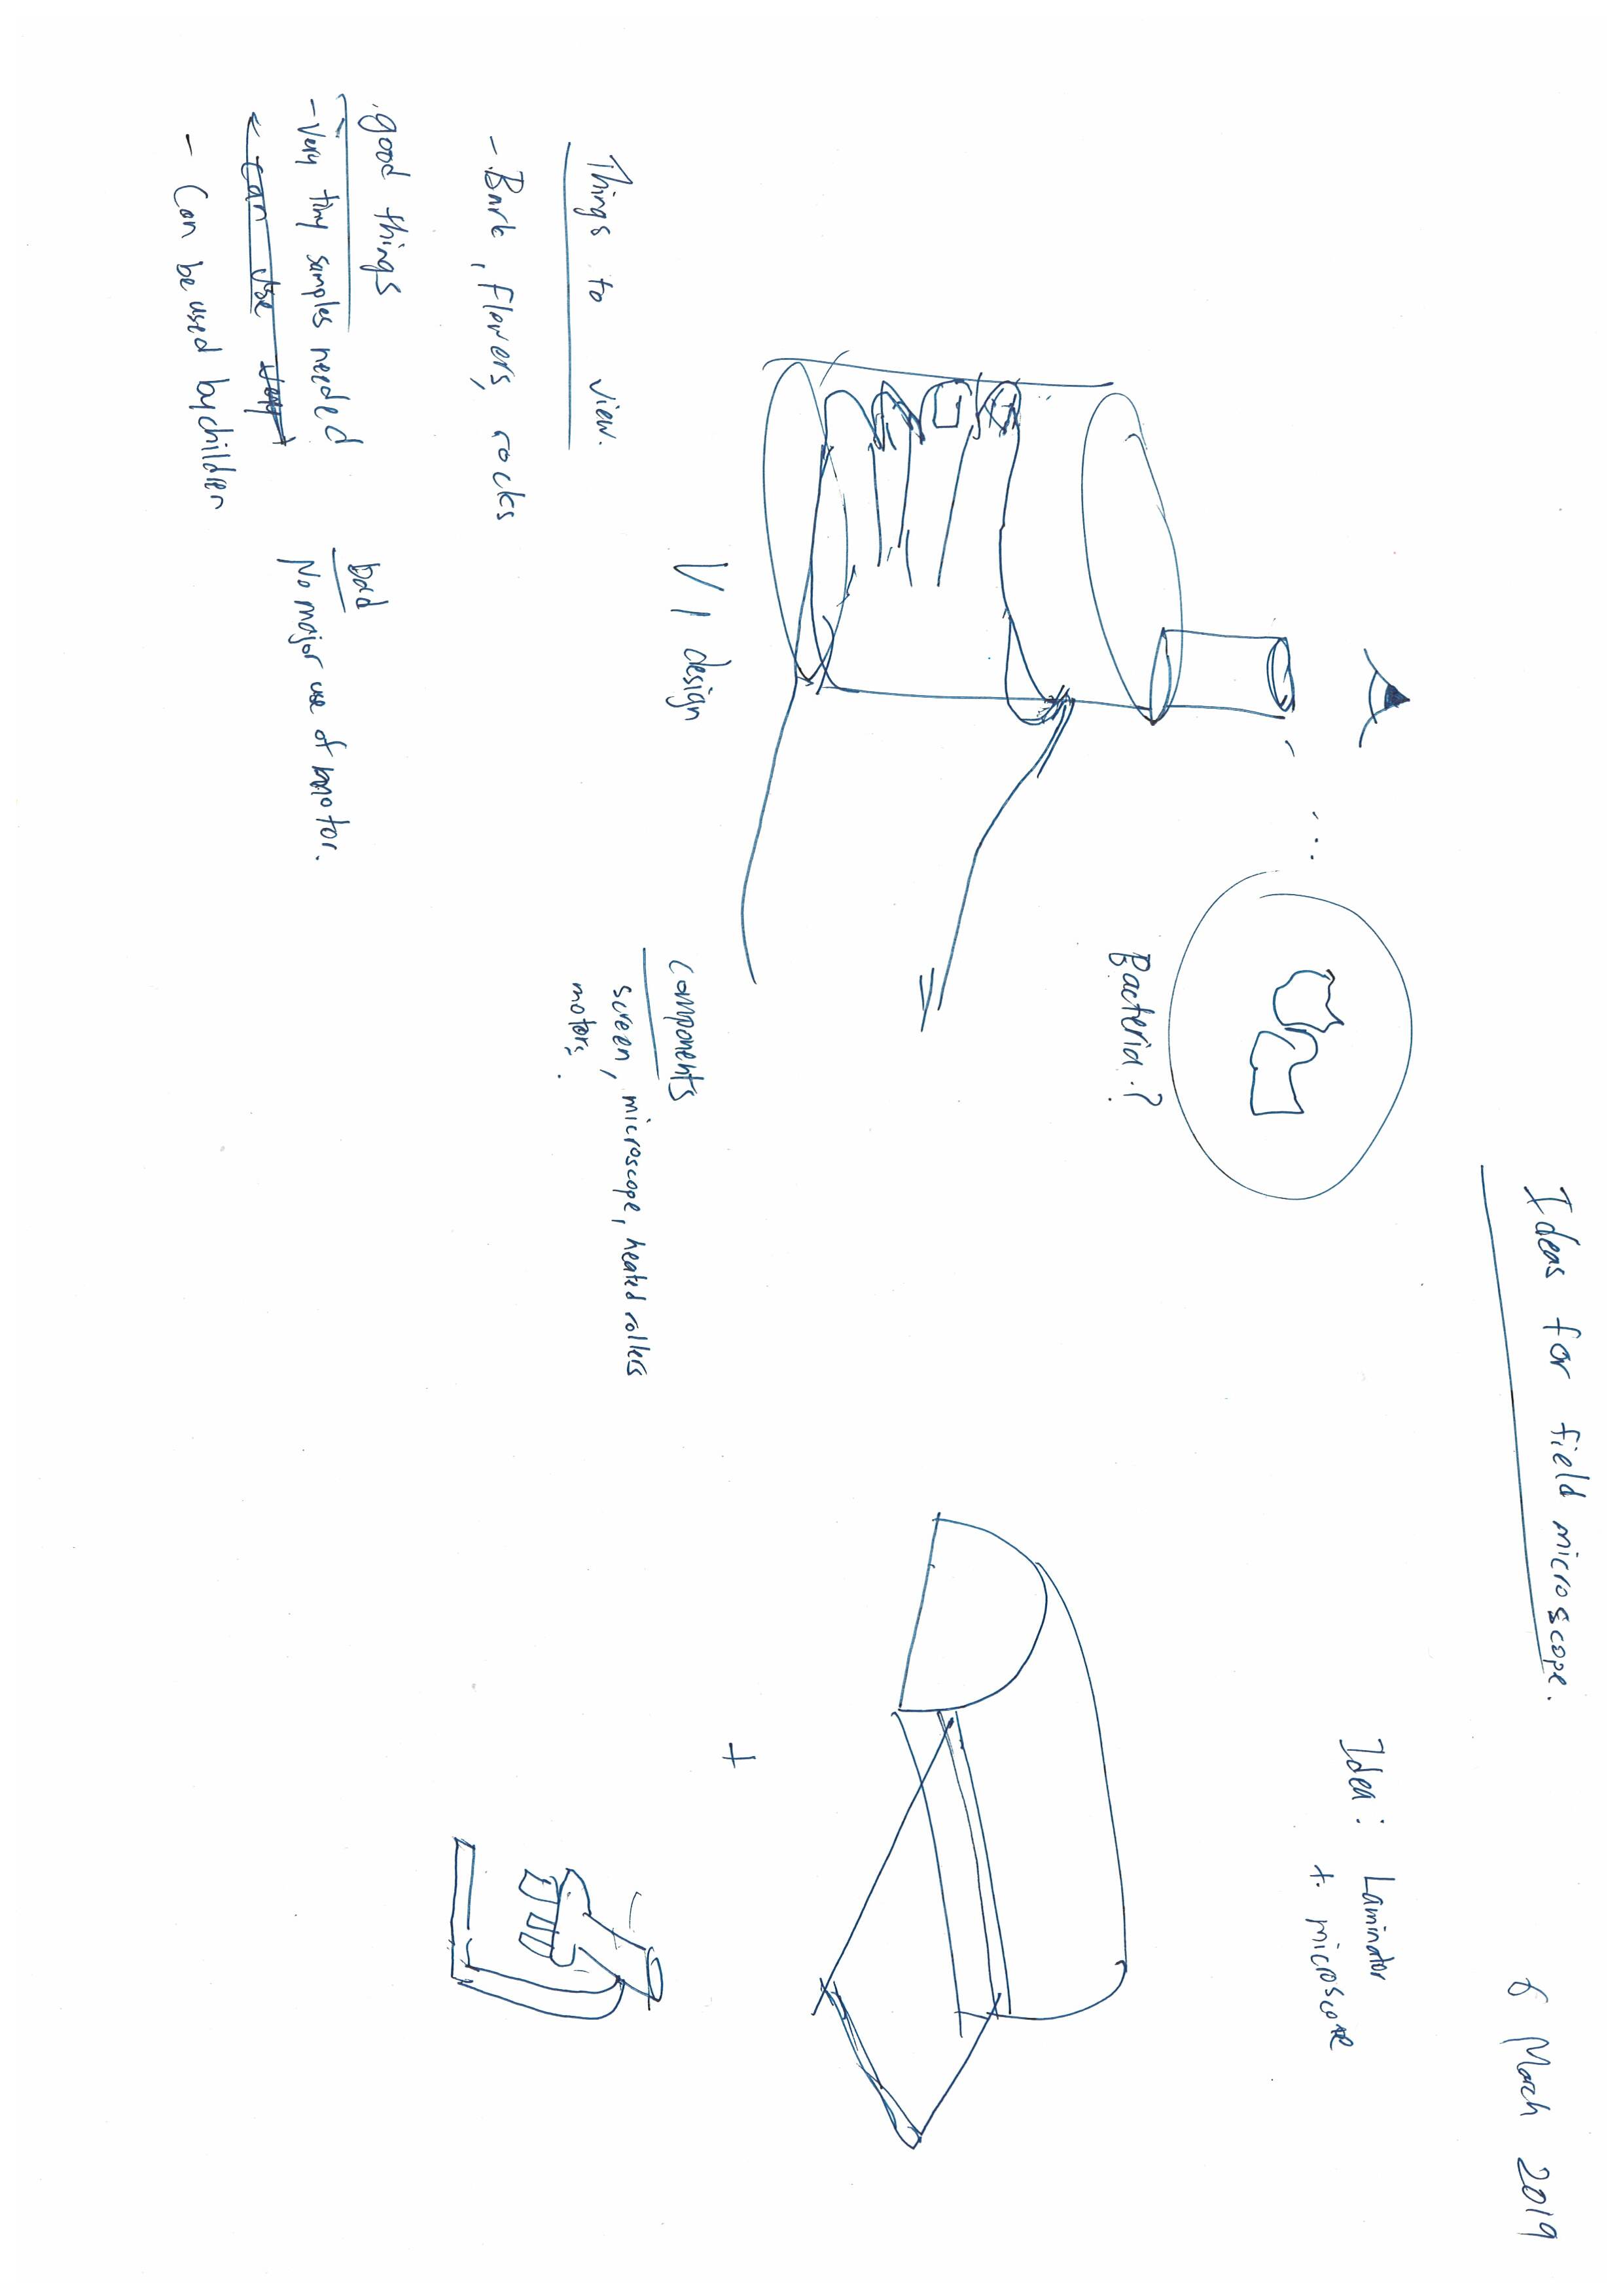 Ideas for field microscope.
6 March 2019
Idea: Laminator
+ microscope
Bacteria?
V1 design
components
screen, microscope, heated rollers
motors.
+
Things to view.
- Bark, Flowers, rocks
good things
- Very tiny samples needed
can use very
- Can be used by children
bad
No major use of motor.